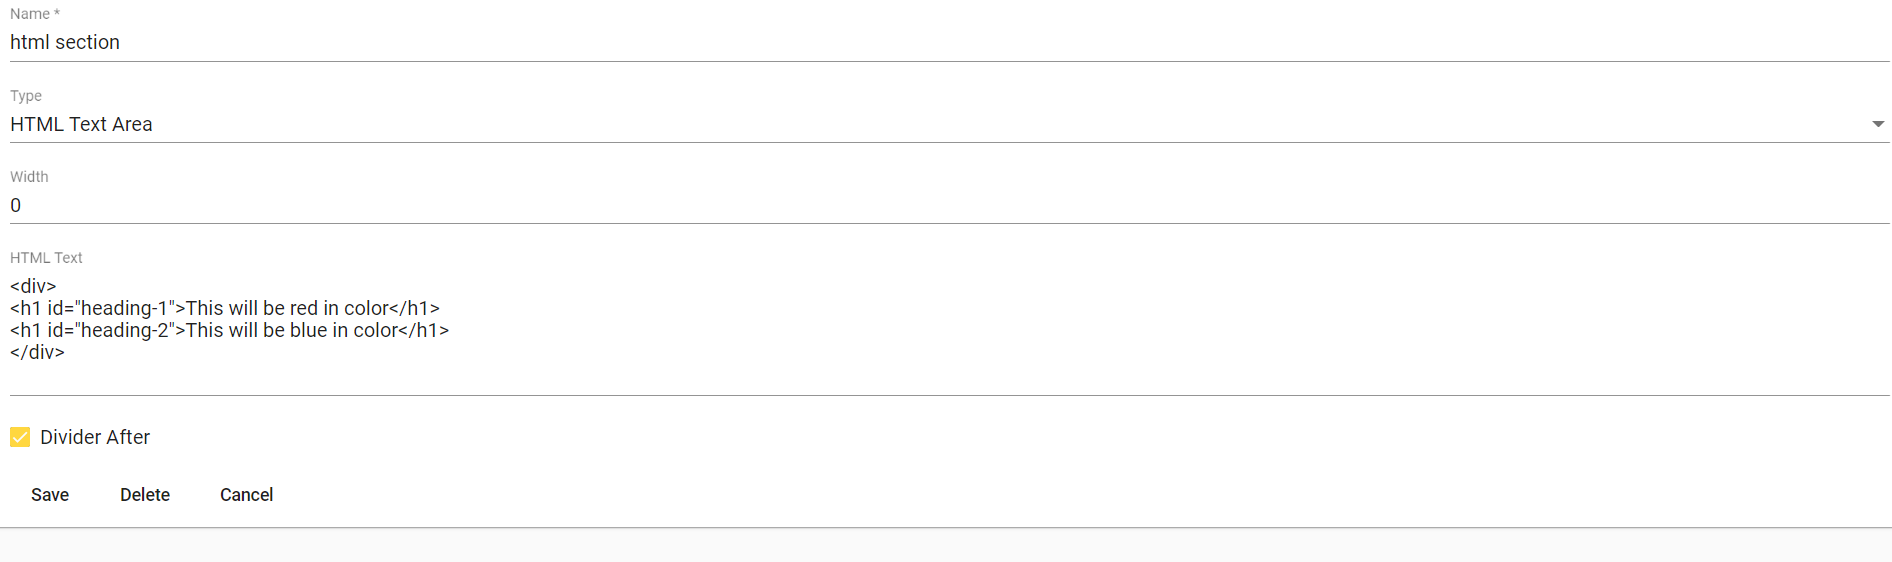 Name *
html section
Type
HTML Text Area
Width
0
HTML Text
<div>
<h1 id="heading-1">This will be red in color</h1>
<h1 id="heading-2">This will be blue in color</h1>
</div>
Divider After
Save Delete Cancel